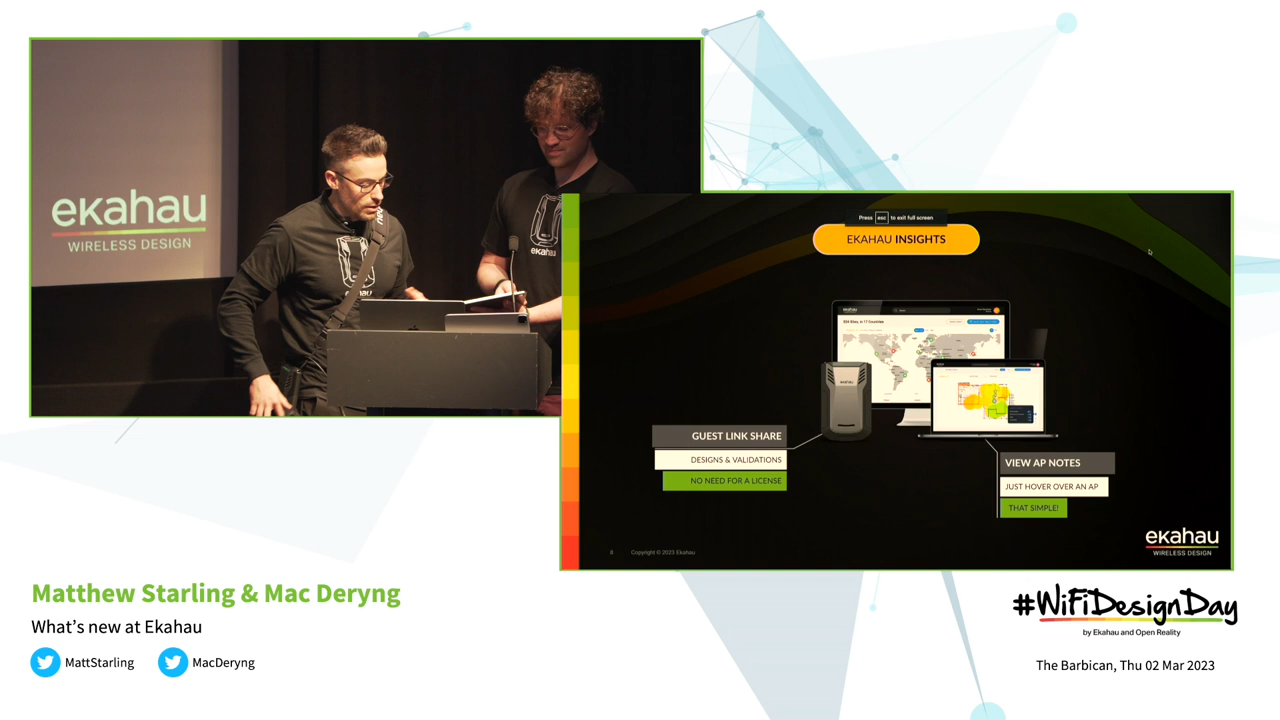 ekahau
WIRELESS DESIGN
ekahau
ekahau
Press esc to exit full screen
EKAHAU INSIGHTS
ekahau
GUEST LINK SHARE
DESIGNS & VALIDATIONS
NO NEED FOR A LICENSE
VIEW AP NOTES
JUST HOVER OVER AN AP
THAT SIMPLE!
8 Copyright © 2023 Ekahau
ekahau
WIRELESS DESIGN
Matthew Starling & Mac Deryng
What's new at Ekahau
MattStarling MacDeryng
#WiFiDesignDay
by Ekahau and Open Reality
The Barbican, Thu 02 Mar 2023